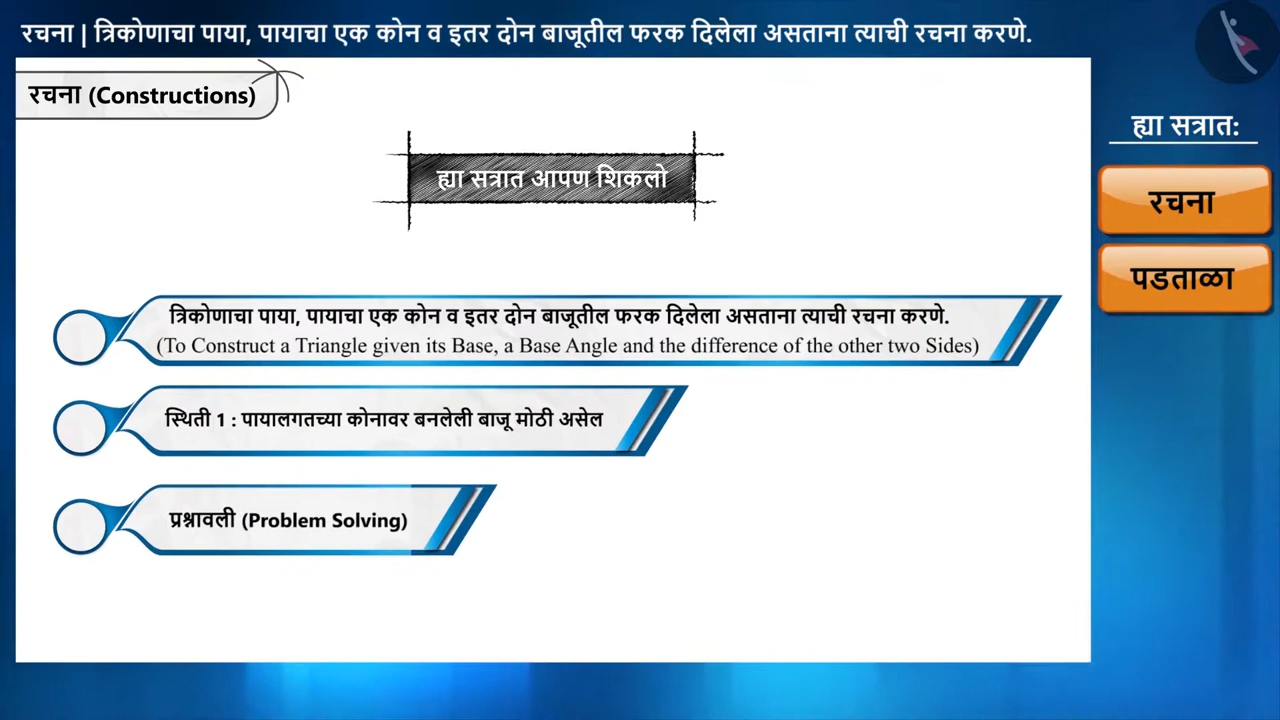 रचना | त्रिकोणाचा पाया, पायाचा एक कोन व इतर दोन बाजूतील फरक दिलेला असताना त्याची रचना करणे.
रचना (Constructions)
ह्या सत्रात:
ह्या सत्रात आपण शिकलो
रचना
पडताळा
त्रिकोणाचा पाया, पायाचा एक कोन व इतर दोन बाजूतील फरक दिलेला असताना त्याची रचना करणे.
(To Construct a Triangle given its Base, a Base Angle and the difference of the other two Sides)
स्थिती 1 : पायालगतच्या कोनावर बनलेली बाजू मोठी असेल
प्रश्नावली (Problem Solving)